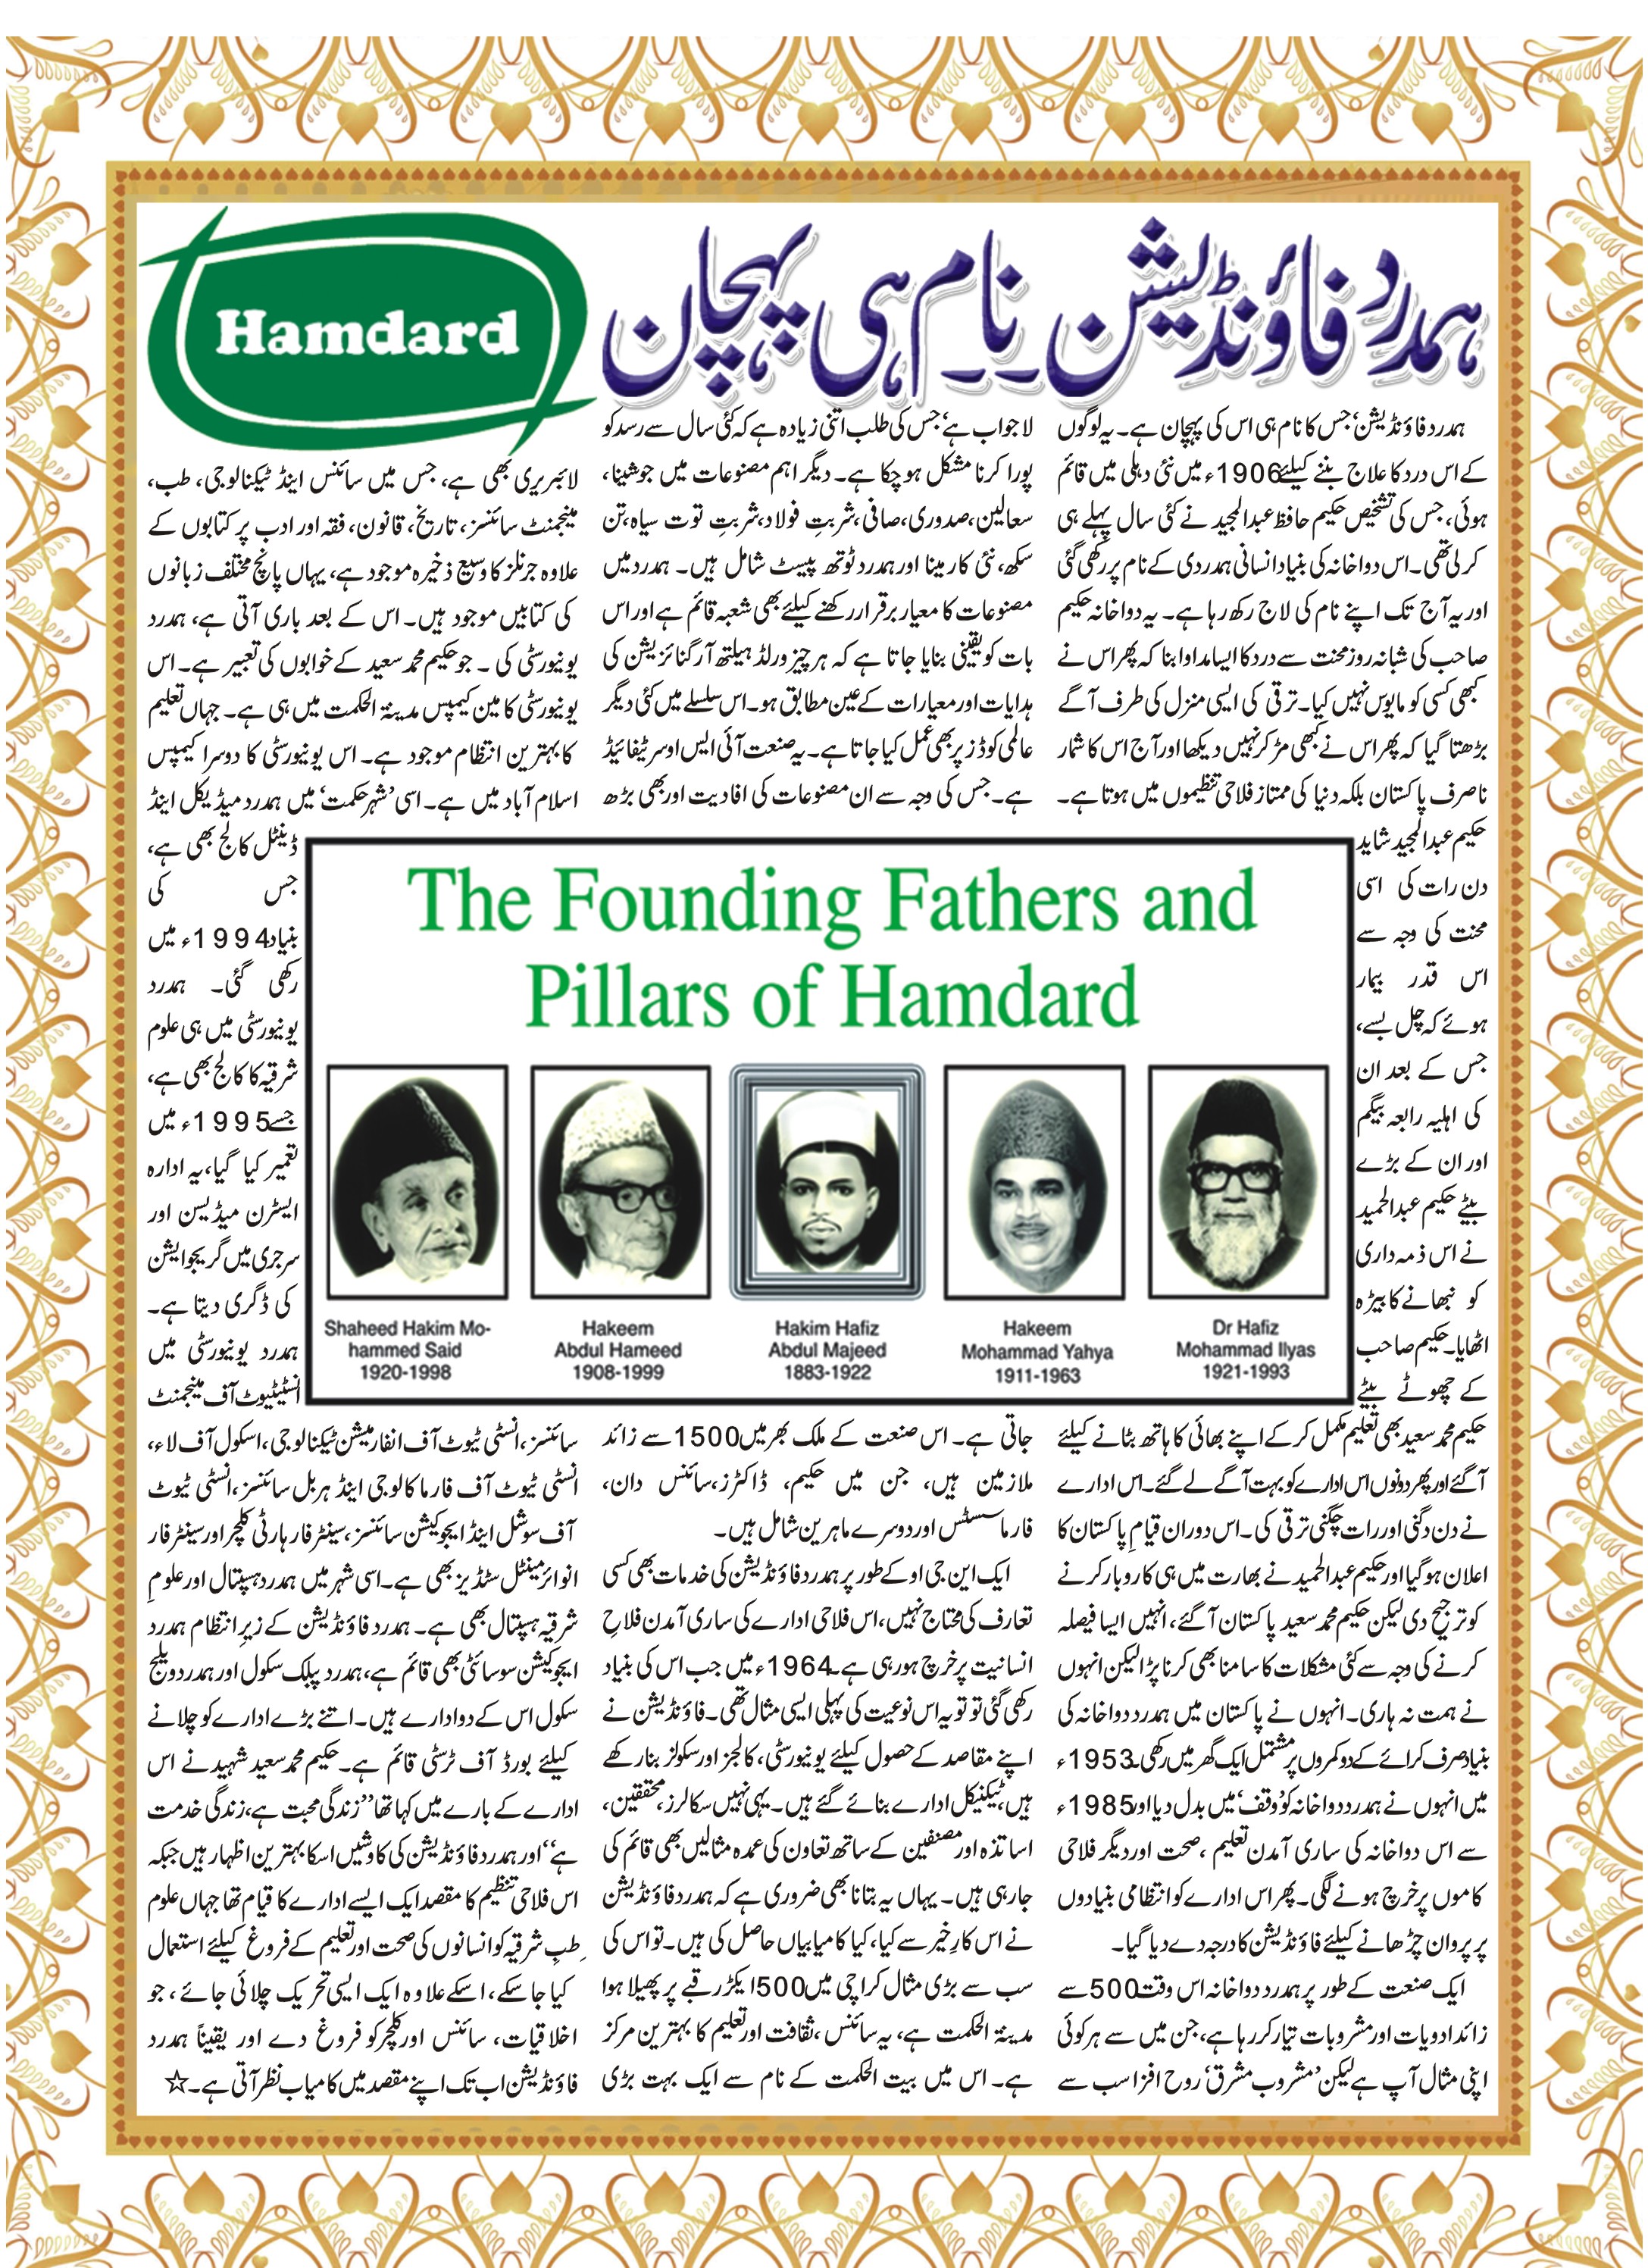 ہمدرد فاؤنڈیشن نام ہی پہچان
Hamdard
ہمدرد فاؤنڈیشن‘ جس کا نام ہی اس کی پہچان ہے۔ یہ لوگوں
کے اس درد کا علاج بننے کیلئے 1906ء میں نئی دہلی میں قائم
ہوئی، جس کی تشخیص حکیم حافظ عبدالمجید نے کئی سال پہلے ہی
کر لی تھی۔ اس دواخانہ کی بنیاد انسانی ہمدردی کے نام پر رکھی گئی
اور یہ آج تک اپنے نام کی لاج رکھ رہا ہے۔ یہ دواخانہ حکیم
صاحب کی شبانہ روز محنت سے درد کا ایسا مداوا بنا کہ پھر اس نے
کبھی کسی کو مایوس نہیں کیا۔ ترقی کی ایسی منزل کی طرف آگے
بڑھتا گیا کہ پھر اس نے کبھی مڑ کر نہیں دیکھا اور آج اس کا شمار
ناصرف پاکستان بلکہ دنیا کی ممتاز فلاحی تنظیموں میں ہوتا ہے۔
حکیم عبدالمجید شاید
دن رات کی اسی
محنت کی وجہ سے
اس قدر بیمار
ہوئے کہ چل بسے،
جس کے بعد ان
کی اہلیہ رابعہ بیگم
اور ان کے بڑے
بیٹے حکیم عبدالحمید
نے اس ذمہ داری
کو نبھانے کا بیڑہ
اٹھایا۔ حکیم صاحب
کے چھوٹے بیٹے
حکیم محمد سعید بھی تعلیم مکمل کر کے اپنے بھائی کا ہاتھ بٹانے کیلئے
آ گئے اور پھر دونوں اس ادارے کو بہت آگے لے گئے۔ اس ادارے
نے دن دگنی اور رات چگنی ترقی کی۔ اس دوران قیامِ پاکستان کا
اعلان ہو گیا اور حکیم عبدالحمید نے بھارت میں ہی کاروبار کرنے
کو ترجیح دی لیکن حکیم محمد سعید پاکستان آ گئے، انہیں ایسا فیصلہ
کرنے کی وجہ سے کئی مشکلات کا سامنا بھی کرنا پڑا لیکن انہوں
نے ہمت نہ ہاری۔ انہوں نے پاکستان میں ہمدرد دواخانہ کی
بنیاد صرف کرائے کے دو کمروں پر مشتمل ایک گھر میں رکھی۔ 1953ء
میں انہوں نے ہمدرد دواخانہ کو ’وقف‘ میں بدل دیا اور 1985ء
سے اس دواخانہ کی ساری آمدن تعلیم، صحت اور دیگر فلاحی
کاموں پر خرچ ہونے لگی۔ پھر اس ادارے کو انتظامی بنیادوں
پر پروان چڑھانے کیلئے فاؤنڈیشن کا درجہ دے دیا گیا۔
ایک صنعت کے طور پر ہمدرد دواخانہ اس وقت 500 سے
زائد ادویات اور مشروبات تیار کر رہا ہے، جن میں سے ہر کوئی
اپنی مثال آپ ہے لیکن ’مشروب مشرق‘ روح افزا سب سے
لاجواب ہے‘ جس کی طلب اتنی زیادہ ہے کہ کئی سال سے رسد کو
پورا کرنا مشکل ہو چکا ہے۔ دیگر اہم مصنوعات میں جوشینا،
سعالین، صدوری، صافی، شربتِ فولاد، شربتِ توت سیاہ، تن
سکھ، نئی کارمینا اور ہمدرد ٹوتھ پیسٹ شامل ہیں۔ ہمدرد میں
مصنوعات کا معیار برقرار رکھنے کیلئے بھی شعبہ قائم ہے اور اس
بات کو یقینی بنایا جاتا ہے کہ ہر چیز ورلڈ ہیلتھ آرگنائزیشن کی
ہدایات اور معیارات کے عین مطابق ہو۔ اس سلسلے میں کئی دیگر
عالمی کوڈز پر بھی عمل کیا جاتا ہے۔ یہ صنعت آئی ایس او سرٹیفائیڈ
ہے۔ جس کی وجہ سے ان مصنوعات کی افادیت اور بھی بڑھ
The Founding Fathers and
Pillars of Hamdard
Shaheed Hakim Mo-
hammed Said
1920-1998
Hakeem
Abdul Hameed
1908-1999
Hakim Hafiz
Abdul Majeed
1883-1922
Hakeem
Mohammad Yahya
1911-1963
Dr Hafiz
Mohammad Ilyas
1921-1993
جاتی ہے۔ اس صنعت کے ملک بھر میں 1500 سے زائد
ملازمین ہیں، جن میں حکیم، ڈاکٹرز، سائنس دان،
فارماسسٹس اور دوسرے ماہرین شامل ہیں۔
ایک این جی او کے طور پر ہمدرد فاؤنڈیشن کی خدمات بھی کسی
تعارف کی محتاج نہیں، اس فلاحی ادارے کی ساری آمدن فلاحِ
انسانیت پر خرچ ہو رہی ہے۔ 1964ء میں جب اس کی بنیاد
رکھی گئی تو تو یہ اس نوعیت کی پہلی ایسی مثال تھی۔ فاؤنڈیشن نے
اپنے مقاصد کے حصول کیلئے یونیورسٹی، کالجز اور سکولز بنا رکھے
ہیں، ٹیکنیکل ادارے بنائے گئے ہیں۔ یہی نہیں سکالرز، محققین،
اساتذہ اور مصنفین کے ساتھ تعاون کی عمدہ مثالیں بھی قائم کی
جا رہی ہیں۔ یہاں یہ بتانا بھی ضروری ہے کہ ہمدرد فاؤنڈیشن
نے اس کارِ خیر سے کیا، کیا کامیابیاں حاصل کی ہیں۔ تو اس کی
سب سے بڑی مثال کراچی میں 500 ایکڑ رقبے پر پھیلا ہوا
مدینۃ الحکمت ہے، یہ سائنس، ثقافت اور تعلیم کا بہترین مرکز
ہے۔ اس میں بیت الحکمت کے نام سے ایک بہت بڑی
لائبریری بھی ہے، جس میں سائنس اینڈ ٹیکنالوجی، طب،
مینجمنٹ سائنسز، تاریخ، قانون، فقہ اور ادب پر کتابوں کے
علاوہ جرنلز کا وسیع ذخیرہ موجود ہے، یہاں پانچ مختلف زبانوں
کی کتابیں موجود ہیں۔ اس کے بعد باری آتی ہے، ہمدرد
یونیورسٹی کی ۔ جو حکیم محمد سعید کے خوابوں کی تعبیر ہے۔ اس
یونیورسٹی کا مین کیمپس مدینۃ الحکمت میں ہی ہے۔ جہاں تعلیم
کا بہترین انتظام موجود ہے۔ اس یونیورسٹی کا دوسرا کیمپس
اسلام آباد میں ہے۔ اسی ’شہرِ حکمت‘ میں ہمدرد میڈیکل اینڈ
ڈینٹل کالج بھی ہے،
جس کی
بنیاد 1994ء میں
رکھی گئی۔ ہمدرد
یونیورسٹی میں ہی علوم
شرقیہ کا کالج بھی ہے،
جسے 1995ء میں
تعمیر کیا گیا، یہ ادارہ
ایسٹرن میڈیسن اور
سرجری میں گریجوایشن
کی ڈگری دیتا ہے۔
ہمدرد یونیورسٹی میں
انسٹیٹیوٹ آف مینجمنٹ
سائنسز، انسٹی ٹیوٹ آف انفارمیشن ٹیکنالوجی، اسکول آف لاء،
انسٹی ٹیوٹ آف فارماکالوجی اینڈ ہربل سائنسز، انسٹی ٹیوٹ
آف سوشل اینڈ ایجوکیشن سائنسز، سینٹر فار ہارٹی کلچر اور سینٹر فار
انوائرمینٹل سٹڈیز بھی ہے۔ اسی شہر میں ہمدرد ہسپتال اور علومِ
شرقیہ ہسپتال بھی ہے۔ ہمدرد فاؤنڈیشن کے زیرِ انتظام ہمدرد
ایجوکیشن سوسائٹی بھی قائم ہے، ہمدرد پبلک سکول اور ہمدرد ویلج
سکول اس کے دو ادارے ہیں۔ اتنے بڑے ادارے کو چلانے
کیلئے بورڈ آف ٹرسٹی قائم ہے۔ حکیم محمد سعید شہید نے اس
ادارے کے بارے میں کہا تھا ’’زندگی محبت ہے، زندگی خدمت
ہے‘‘ اور ہمدرد فاؤنڈیشن کی کاوشیں اسکا بہترین اظہار ہیں جبکہ
اس فلاحی تنظیم کا مقصد ایک ایسے ادارے کا قیام تھا جہاں علوم
طبِ شرقیہ کو انسانوں کی صحت اور تعلیم کے فروغ کیلئے استعمال
کیا جا سکے، اسکے علاوہ ایک ایسی تحریک چلائی جائے، جو
اخلاقیات، سائنس اور کلچر کو فروغ دے اور یقیناً ہمدرد
فاؤنڈیشن اب تک اپنے مقصد میں کامیاب نظر آتی ہے۔☆